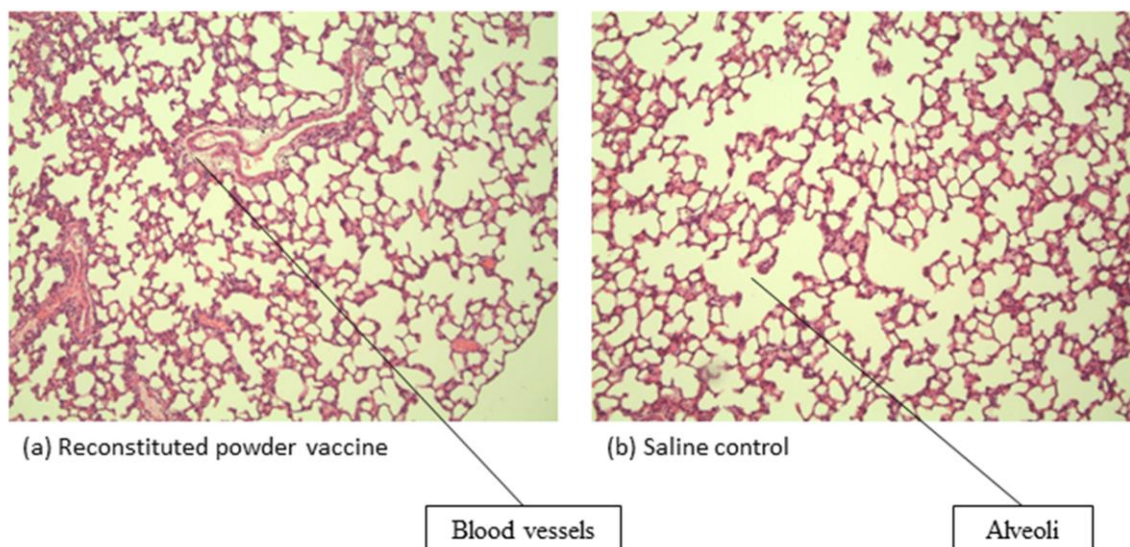 (a) Reconstituted powder vaccine
(b) Saline control
Blood vessels
Alveoli